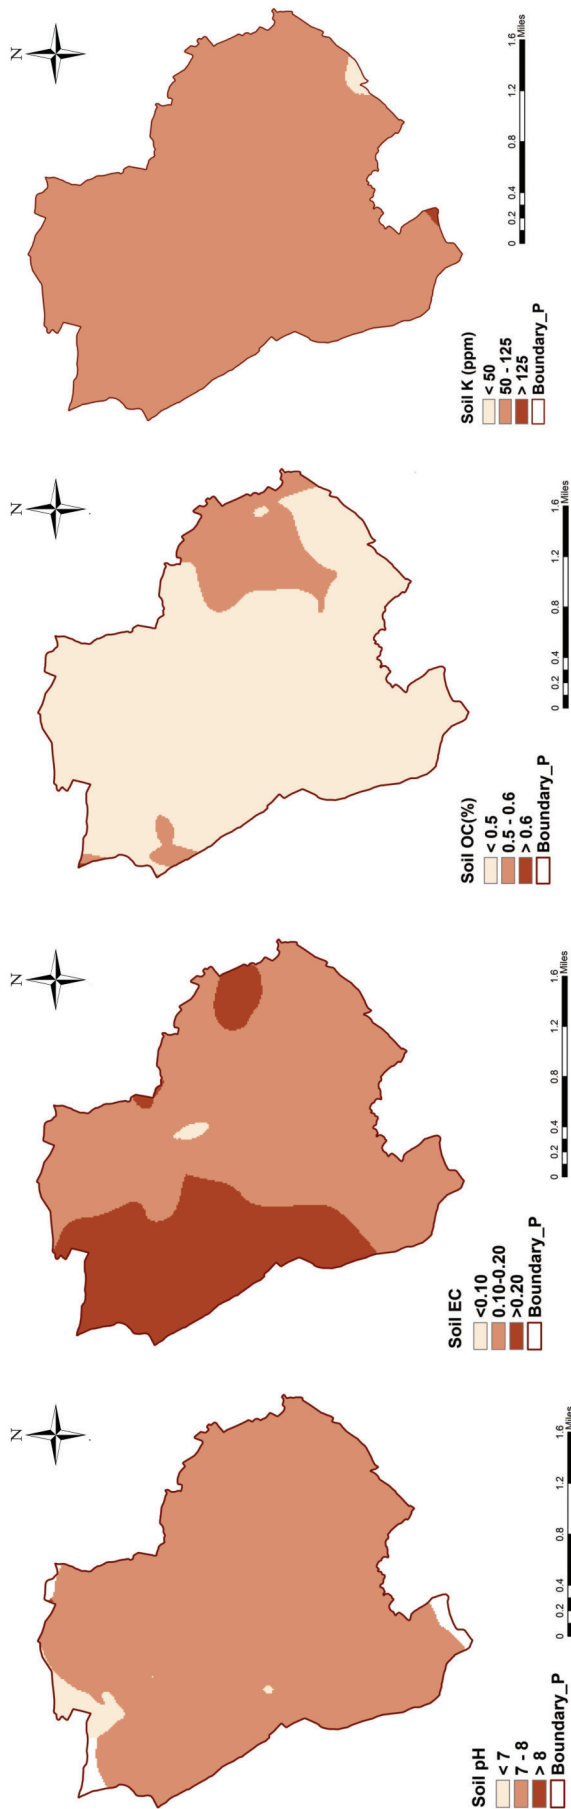 N
Soil K (ppm)
< 50
50 - 125
> 125
Boundary_P
0 0.2 0.4 0.8 1.2 1.6
Miles
N
Soil OC(%)
< 0.5
0.5 - 0.6
> 0.6
Boundary_P
0 0.2 0.4 0.8 1.2 1.6
Miles
N
Soil EC
<0.10
0.10-0.20
>0.20
Boundary_P
0 0.2 0.4 0.8 1.2 1.6
Miles
N
Soil pH
< 7
7 - 8
> 8
Boundary_P
0 0.2 0.4 0.8 1.2 1.6
Miles